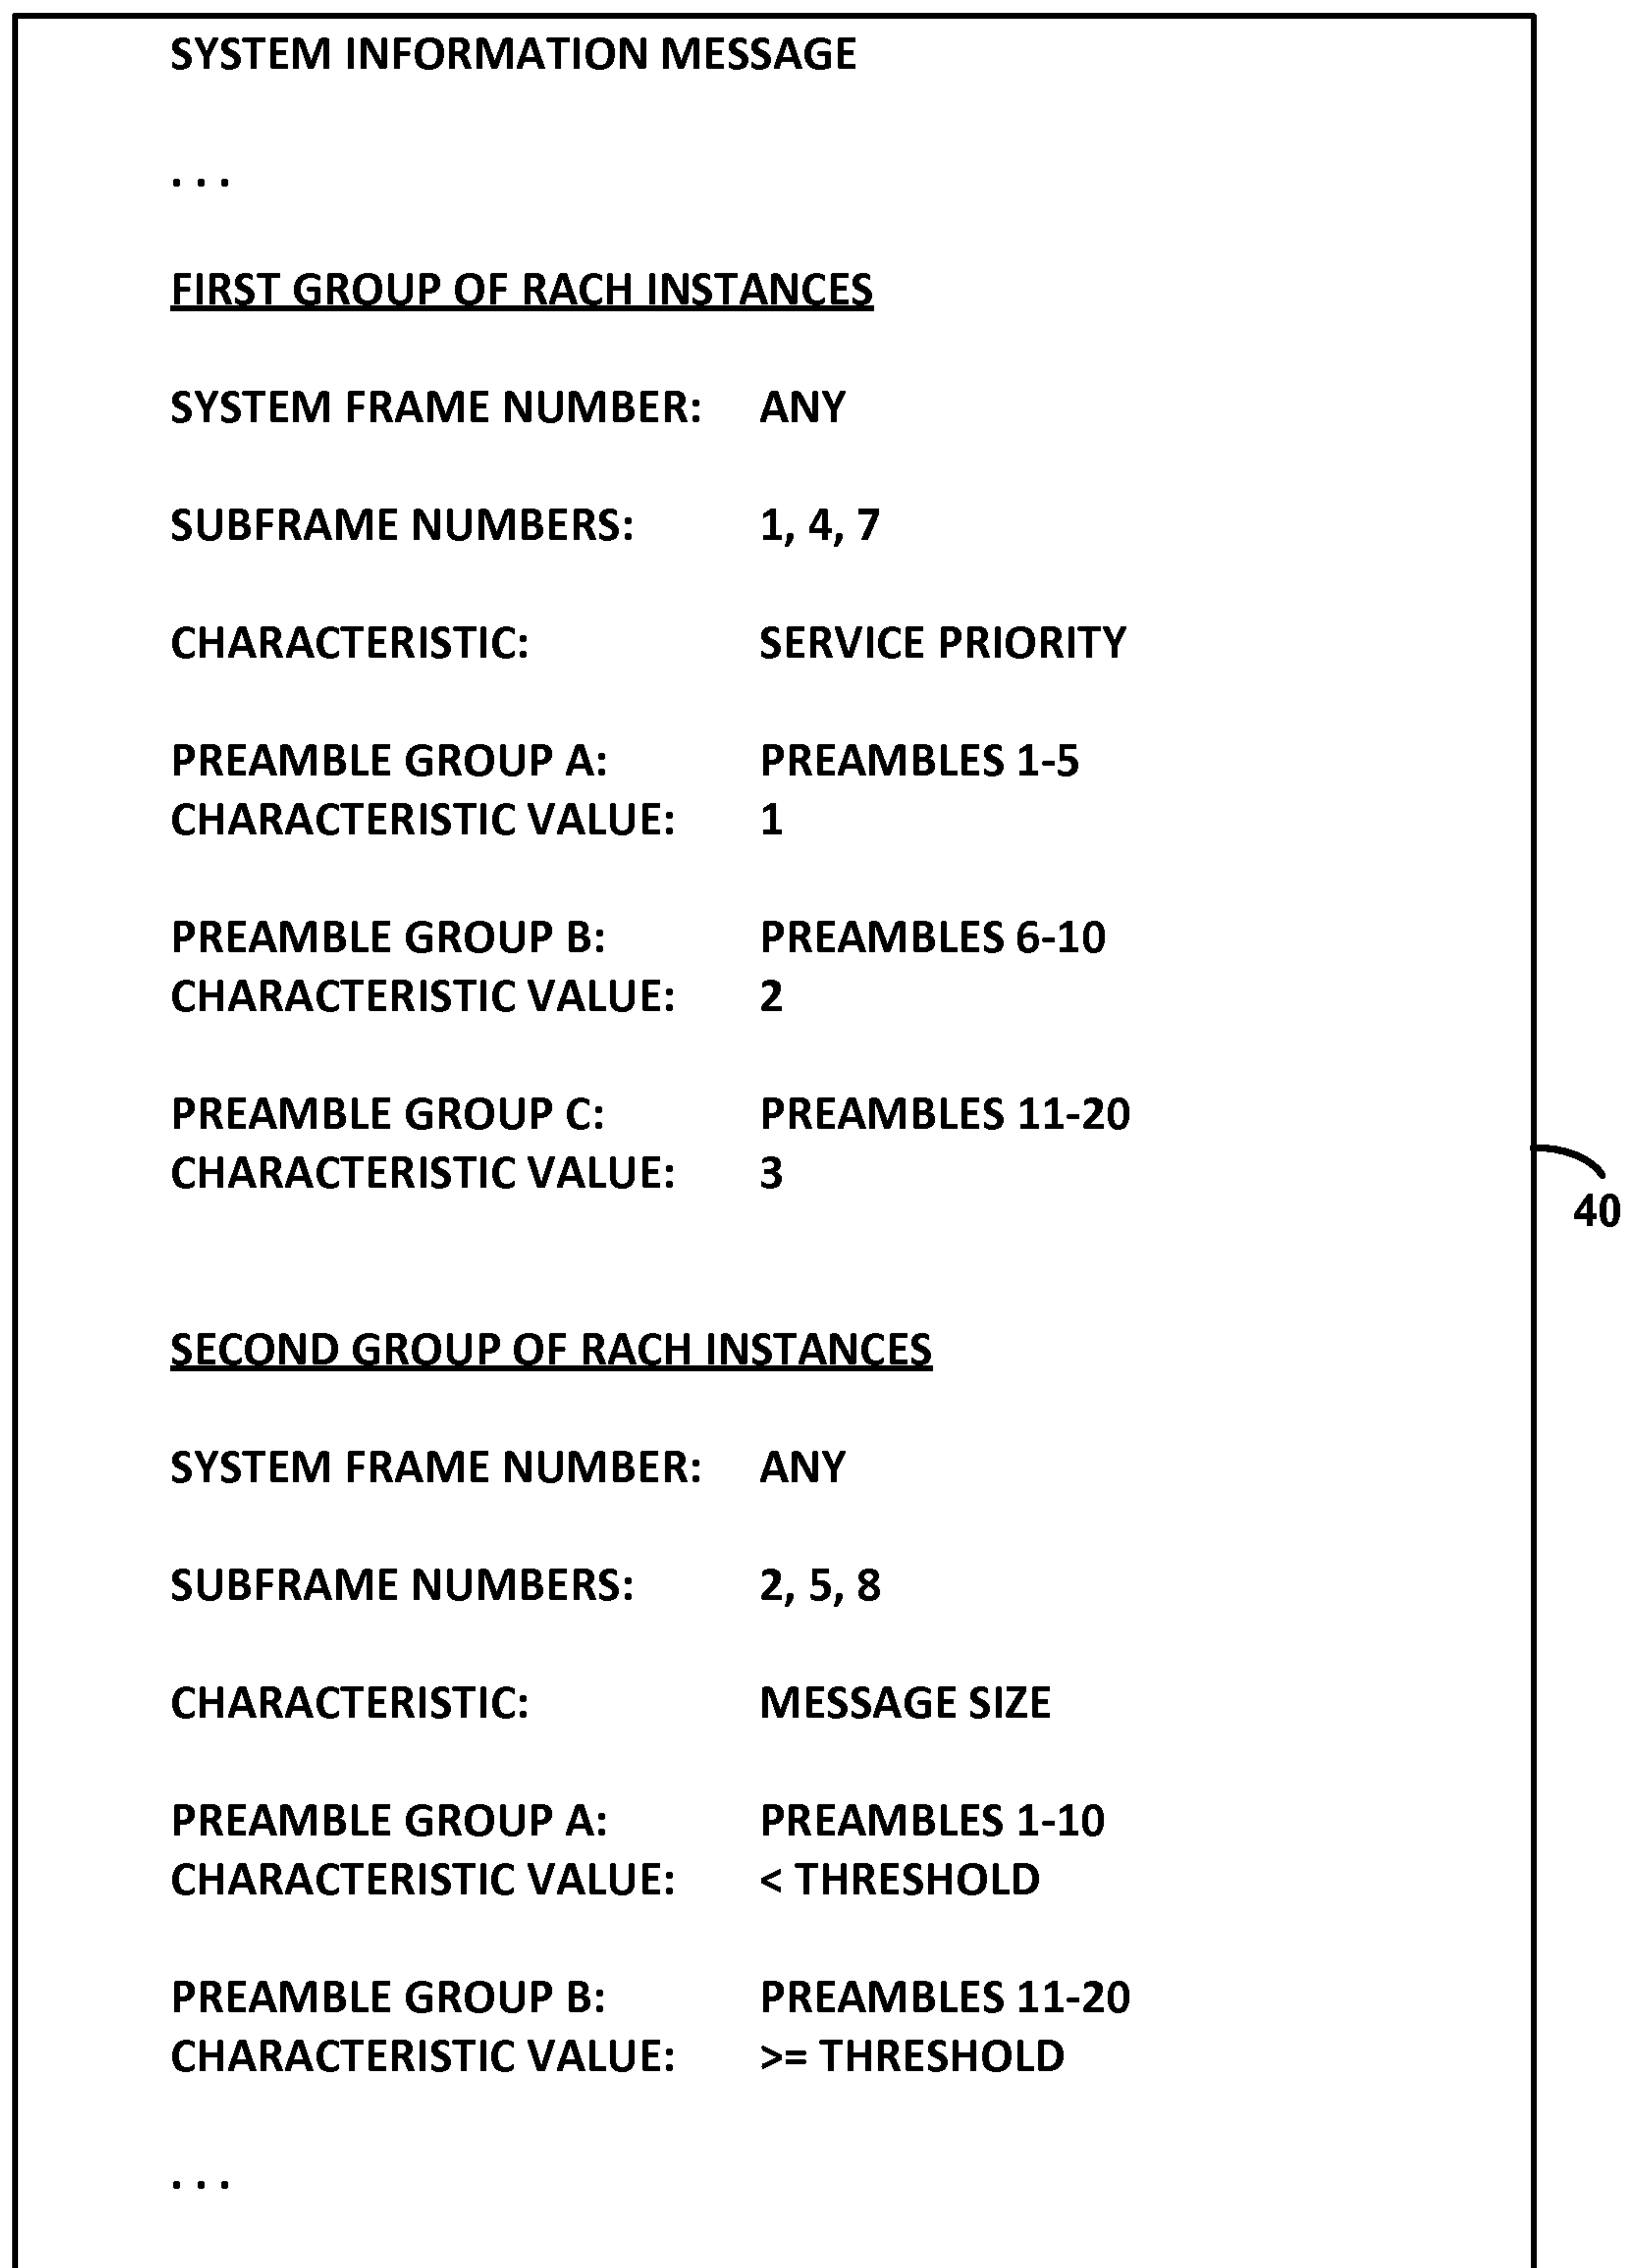 SYSTEM INFORMATION MESSAGE
. . .
FIRST GROUP OF RACH INSTANCES
SYSTEM FRAME NUMBER: ANY
SUBFRAME NUMBERS: 1, 4, 7
CHARACTERISTIC: SERVICE PRIORITY
PREAMBLE GROUP A: PREAMBLES 1-5
CHARACTERISTIC VALUE: 1
PREAMBLE GROUP B: PREAMBLES 6-10
CHARACTERISTIC VALUE: 2
PREAMBLE GROUP C: PREAMBLES 11-20
CHARACTERISTIC VALUE: 3
40
SECOND GROUP OF RACH INSTANCES
SYSTEM FRAME NUMBER: ANY
SUBFRAME NUMBERS: 2, 5, 8
CHARACTERISTIC: MESSAGE SIZE
PREAMBLE GROUP A: PREAMBLES 1-10
CHARACTERISTIC VALUE: < THRESHOLD
PREAMBLE GROUP B: PREAMBLES 11-20
CHARACTERISTIC VALUE: >= THRESHOLD
. . .